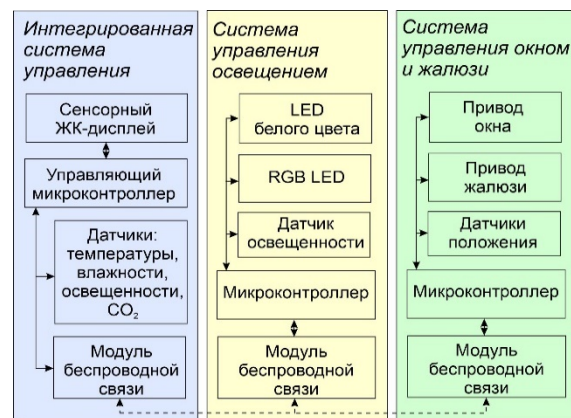 Интегрированная
система
управления
Сенсорный
ЖК-дисплей
Управляющий
микроконтроллер
Датчики:
температуры,
влажности,
освещенности,
CO₂
Модуль
беспроводной
связи
Система
управления
освещением
LED
белого цвета
RGB LED
Датчик
освещенности
Микроконтроллер
Модуль
беспроводной
связи
Система
управления окном
и жалюзи
Привод
окна
Привод
жалюзи
Датчики
положения
Микроконтроллер
Модуль
беспроводной
связи